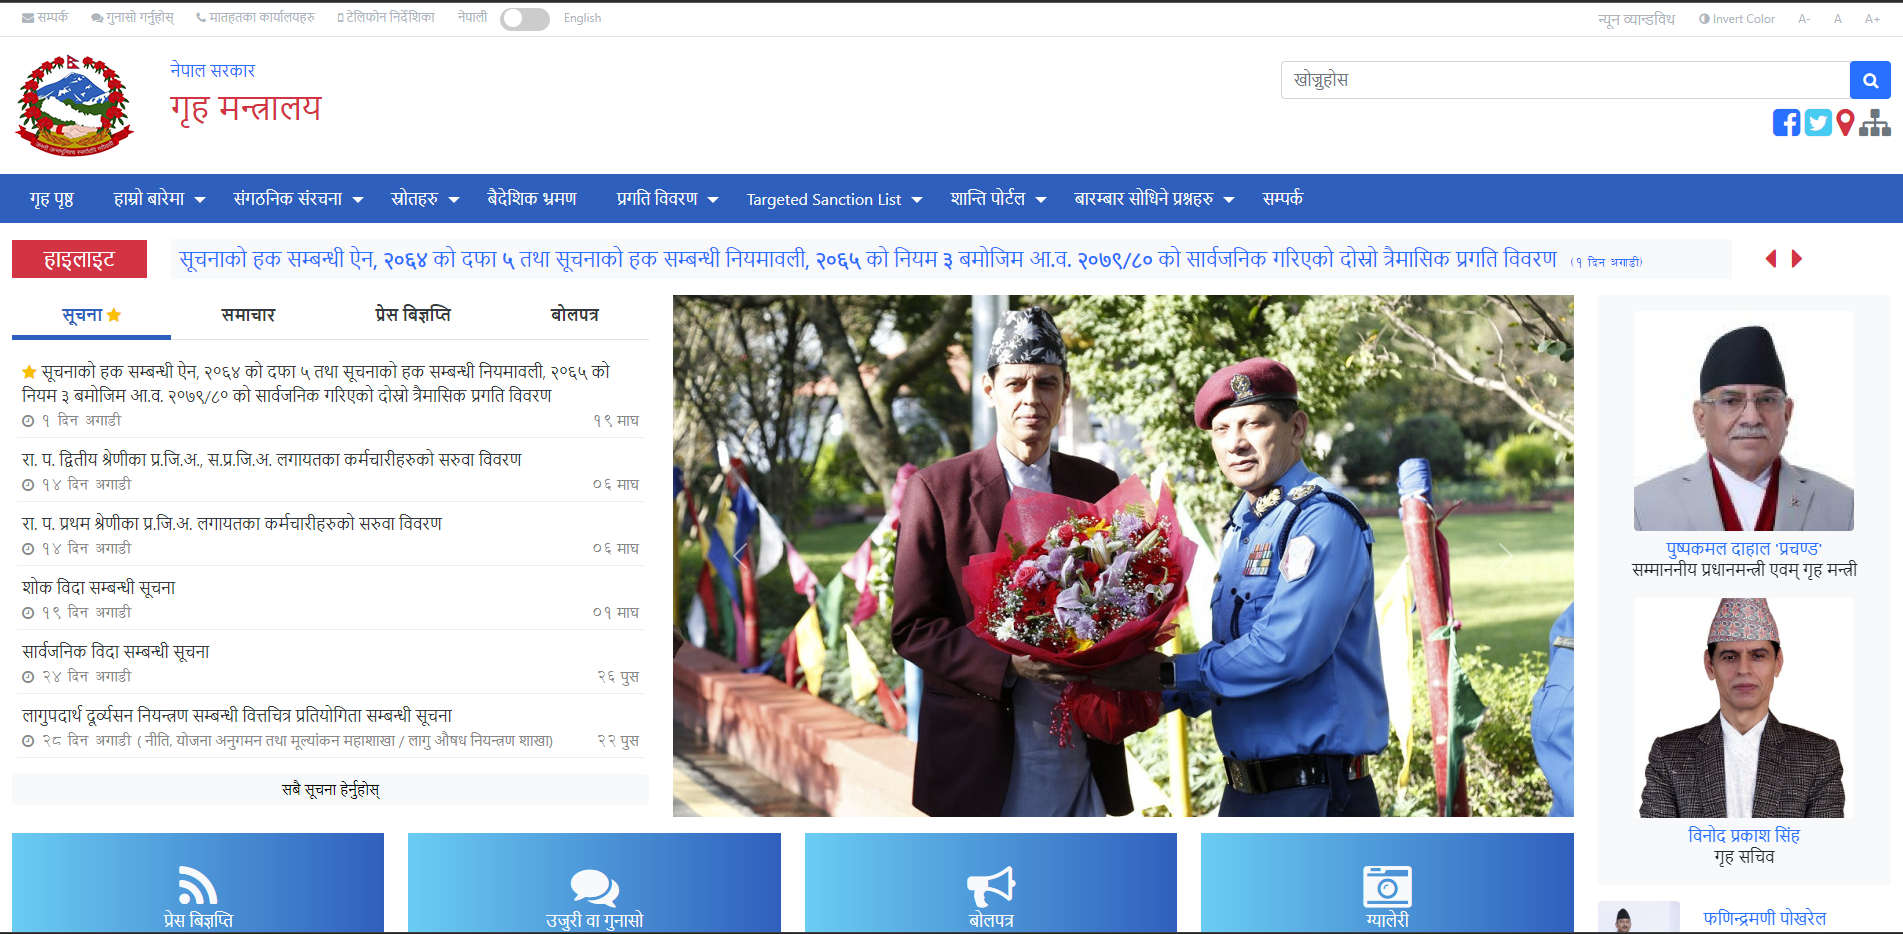 सम्पर्क
गुनासो गर्नुहोस्
मातहतका कार्यालयहरु
टेलिफोन निर्देशिका
नेपाली
English
न्यून व्यान्डविथ
Invert Color
A-
A
A+
नेपाल सरकार
गृह मन्त्रालय
खोज्नुहोस
गृह पृष्ठ
हाम्रो बारेमा
संगठनिक संरचना
स्रोतहरु
बैदेशिक भ्रमण
प्रगति विवरण
Targeted Sanction List
शान्ति पोर्टल
बारम्बार सोधिने प्रश्नहरु
सम्पर्क
हाइलाइट
सूचनाको हक सम्बन्धी ऐन, २०६४ को दफा ५ तथा सूचनाको हक सम्बन्धी नियमावली, २०६५ को नियम ३ बमोजिम आ.व. २०७९/८० को सार्वजनिक गरिएको दोस्रो त्रैमासिक प्रगति विवरण (१ दिन अगाडी)
सूचना
समाचार
प्रेस बिज्ञप्ति
बोलपत्र
सूचनाको हक सम्बन्धी ऐन, २०६४ को दफा ५ तथा सूचनाको हक सम्बन्धी नियमावली, २०६५ को
नियम ३ बमोजिम आ.व. २०७९/८० को सार्वजनिक गरिएको दोस्रो त्रैमासिक प्रगति विवरण
१ दिन अगाडी १९ माघ
रा. प. द्वितीय श्रेणीका प्र.जि.अ., स.प्र.जि.अ. लगायतका कर्मचारीहरुको सरुवा विवरण
१४ दिन अगाडी ०६ माघ
रा. प. प्रथम श्रेणीका प्र.जि.अ. लगायतका कर्मचारीहरुको सरुवा विवरण
१४ दिन अगाडी ०६ माघ
शोक विदा सम्बन्धी सूचना
१९ दिन अगाडी ०१ माघ
सार्वजनिक विदा सम्बन्धी सूचना
२४ दिन अगाडी २६ पुस
लागुपदार्थ दूर्व्यसन नियन्त्रण सम्बन्धी वित्तचित्र प्रतियोगिता सम्बन्धी सूचना
२८ दिन अगाडी ( नीति, योजना अनुगमन तथा मूल्यांकन महाशाखा / लागु औषध नियन्त्रण शाखा) २२ पुस
सबै सूचना हेर्नुहोस्
पुष्पकमल दाहाल 'प्रचण्ड'
सम्माननीय प्रधानमन्त्री एवम् गृह मन्त्री
विनोद प्रकाश सिंह
गृह सचिव
फणिन्द्रमणी पोखरेल
प्रेस बिज्ञप्ति
उजुरी वा गुनासो
बोलपत्र
ग्यालेरी